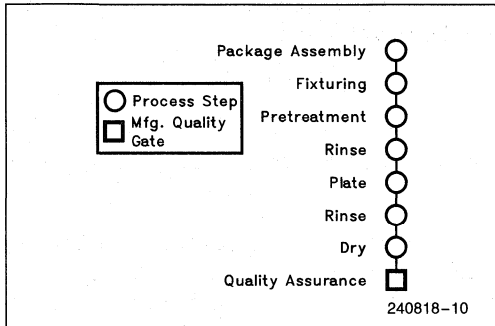 Package Assembly
Fixturing
Process Step
Mfg. Quality
Gate
Pretreatment
Rinse
Plate
Rinse
Dry
Quality Assurance
240818-10